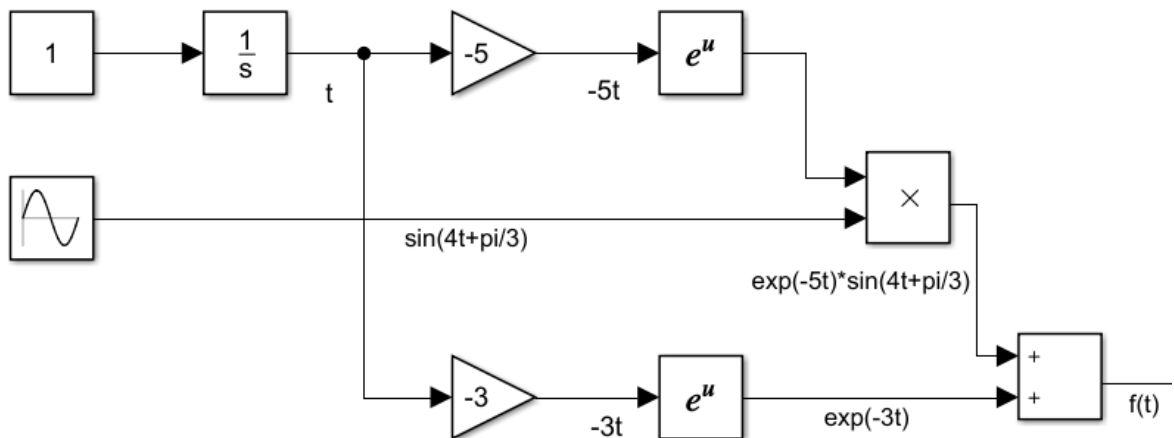 1
1
s
t
-5
-5t
e^u
sin(4t+pi/3)
×
exp(-5t)*sin(4t+pi/3)
-3
-3t
e^u
exp(-3t)
+
+
f(t)